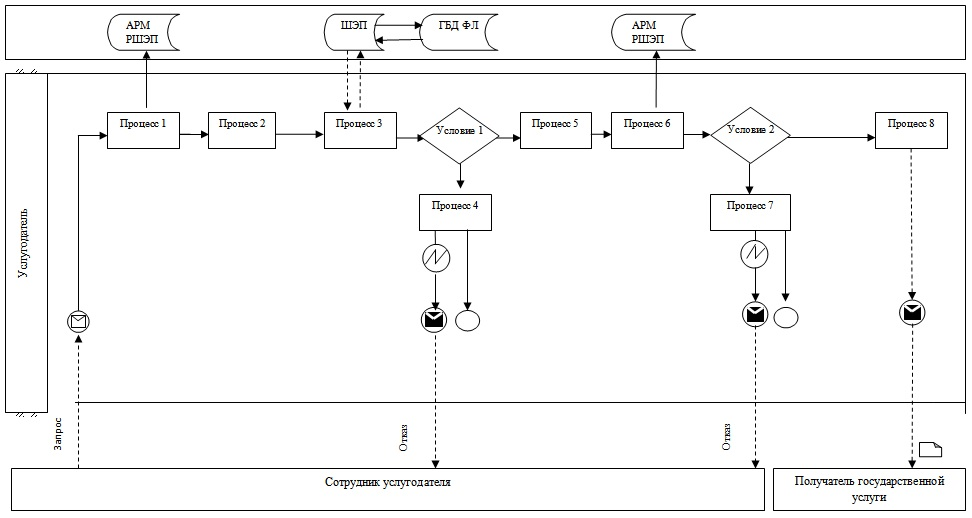 АРМ
РШЭП
ШЭП
ГБД ФЛ
АРМ
РШЭП
Услугодатель
Процесс 1
Процесс 2
Процесс 3
Условие 1
Процесс 5
Процесс 6
Условие 2
Процесс 8
Процесс 4
Процесс 7
Запрос
Отказ
Отказ
Сотрудник услугодателя
Получатель государственной
услуги